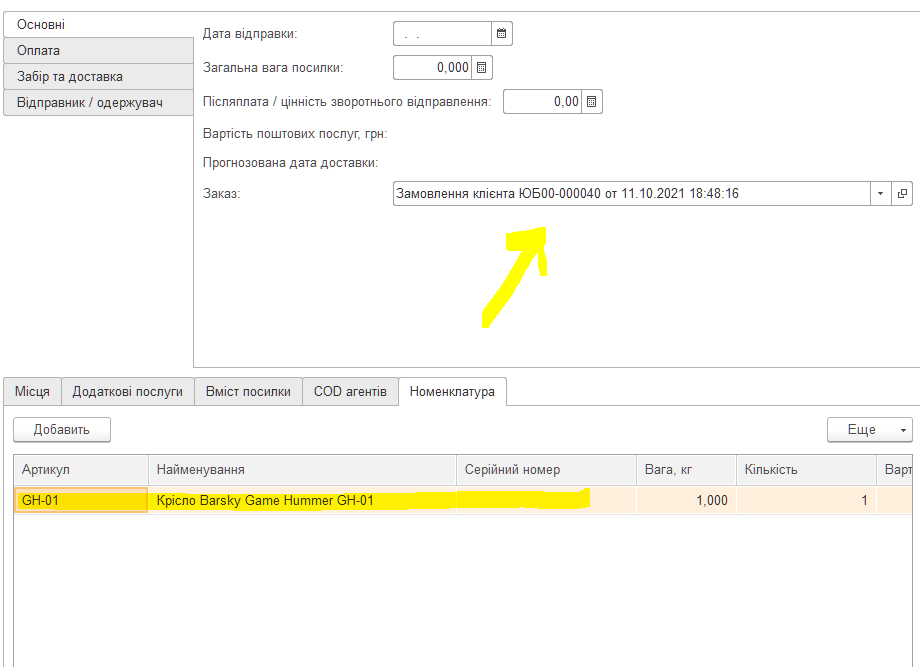 Основні
Оплата
Забір та доставка
Відправник / одержувач
Дата відправки: . .
Загальна вага посилки: 0,000
Післяплата / цінність зворотнього відправлення: 0,00
Вартість поштових послуг, грн:
Прогнозована дата доставки:
Заказ: Замовлення клієнта ЮБ00-000040 от 11.10.2021 18:48:16
Місця Додаткові послуги Вміст посилки COD агентів Номенклатура
Добавить Еще
Артикул Найменування Серійний номер Вага, кг Кількість Варт
GH-01 Крісло Barsky Game Hummer GH-01 1,000 1